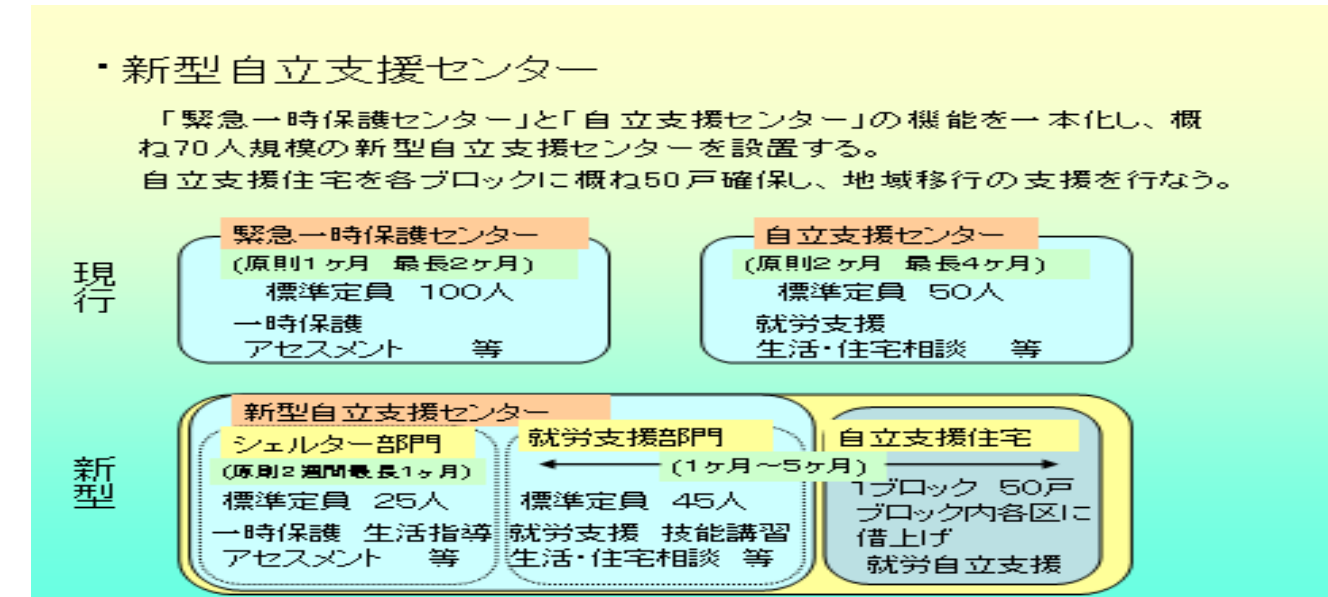 ・新型自立支援センター
「緊急一時保護センター」と「自立支援センター」の機能を一本化し、概
ね70人規模の新型自立支援センターを設置する。
自立支援住宅を各ブロックに概ね50戸確保し、地域移行の支援を行なう。
現行
緊急一時保護センター
(原則1ヶ月 最長2ヶ月)
標準定員 100人
一時保護
アセスメント 等
自立支援センター
(原則2ヶ月 最長4ヶ月)
標準定員 50人
就労支援
生活・住宅相談 等
新型
新型自立支援センター
シェルター部門
(原則2週間最長1ヶ月)
標準定員 25人
一時保護 生活指導
アセスメント 等
就労支援部門
(1ヶ月～5ヶ月)
標準定員 45人
就労支援 技能講習
生活・住宅相談 等
自立支援住宅
1ブロック 50戸
ブロック内各区に
借上げ
就労自立支援